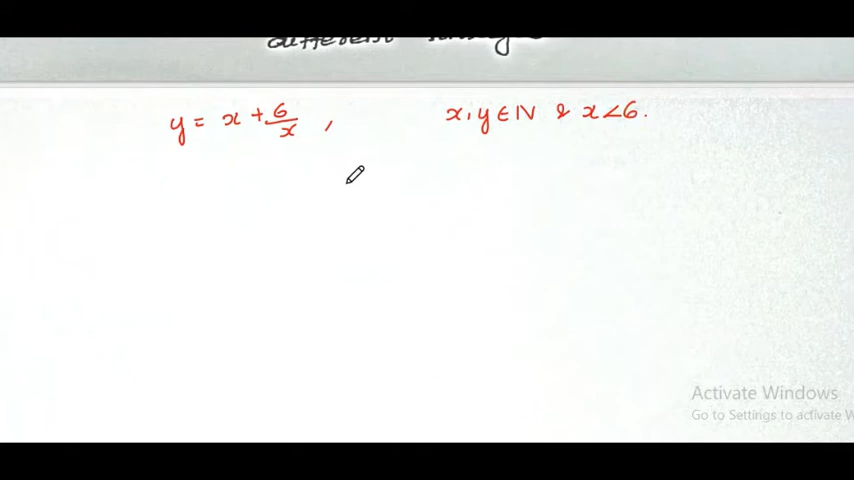 y = x + 6/x , x, y ∈ N & x < 6.
Activate Windows
Go to Settings to activate W